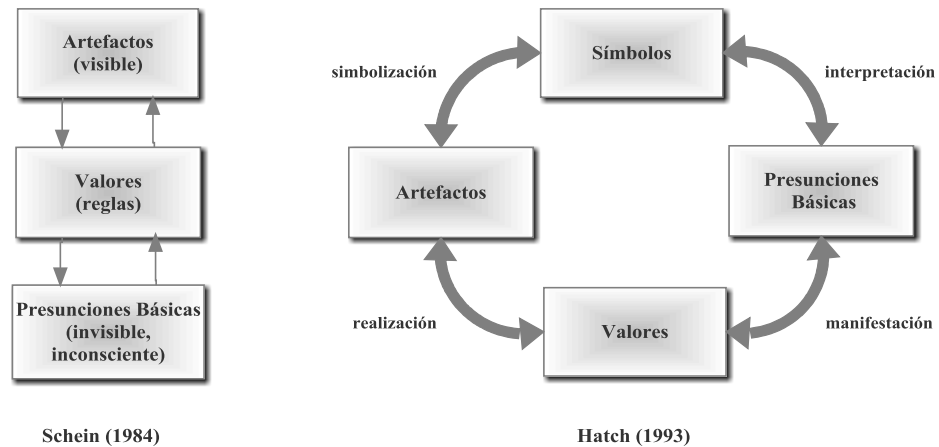 Artefactos
(visible)
Valores
(reglas)
Presunciones Básicas
(invisible,
inconsciente)
Schein (1984)
Símbolos
simbolización
interpretación
Artefactos
Presunciones
Básicas
realización
manifestación
Valores
Hatch (1993)